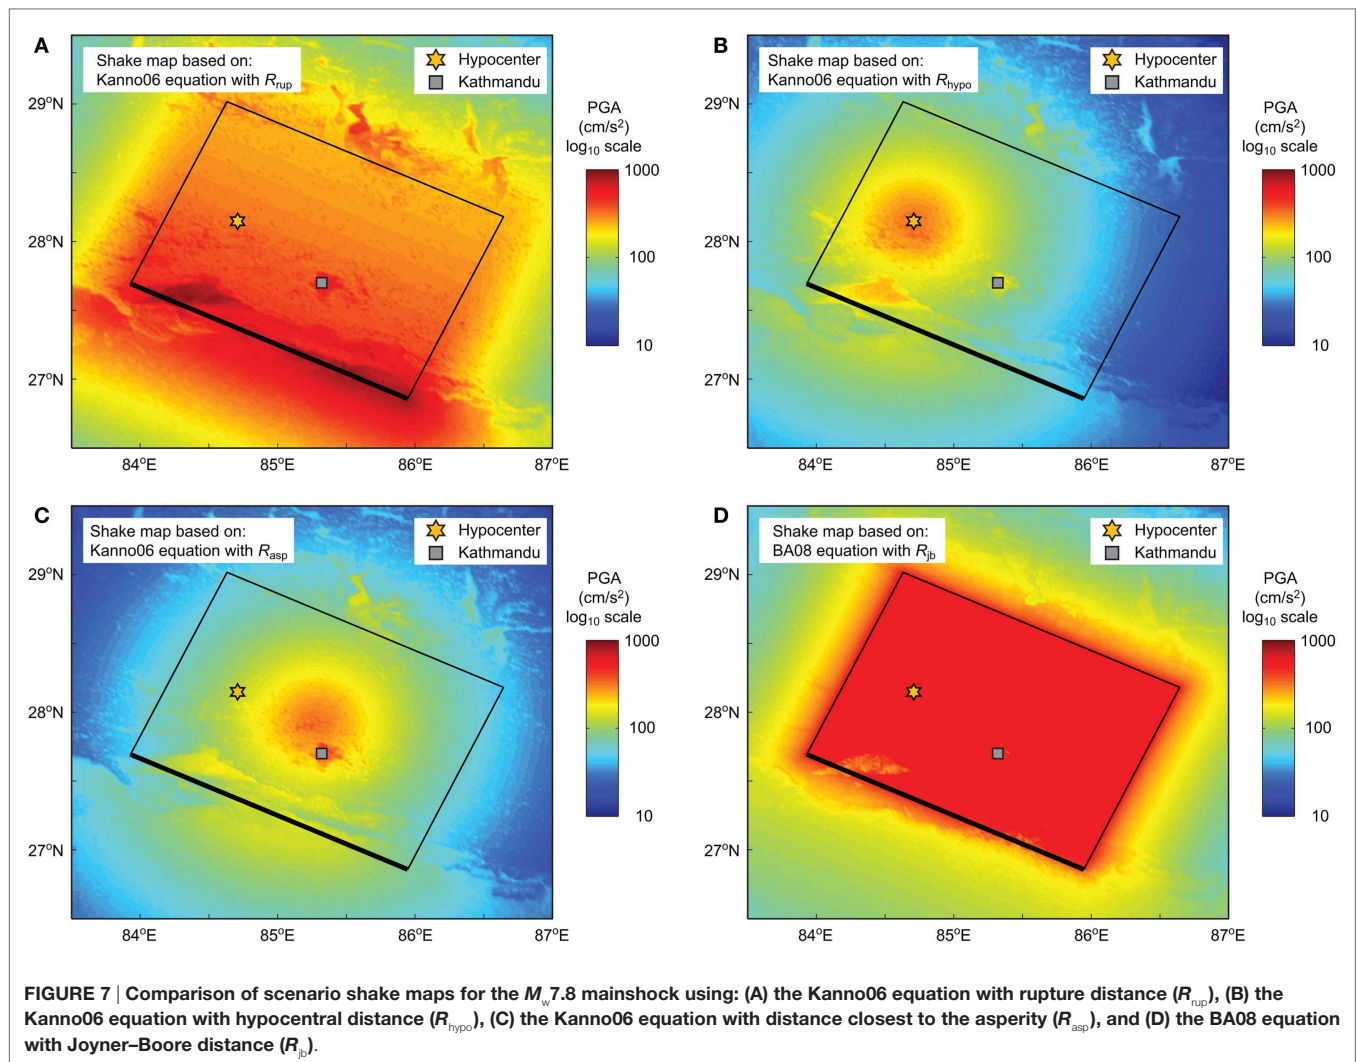 A
Shake map based on:
Kanno06 equation with Rrup
Hypocenter
Kathmandu
29°N
28°N
27°N
84°E
85°E
86°E
87°E
PGA
(cm/s²)
log₁₀ scale
1000
100
10
B
Shake map based on:
Kanno06 equation with Rhypo
Hypocenter
Kathmandu
29°N
28°N
27°N
84°E
85°E
86°E
87°E
PGA
(cm/s²)
log₁₀ scale
1000
100
10
C
Shake map based on:
Kanno06 equation with Rasp
Hypocenter
Kathmandu
29°N
28°N
27°N
84°E
85°E
86°E
87°E
PGA
(cm/s²)
log₁₀ scale
1000
100
10
D
Shake map based on:
BA08 equation with Rjb
Hypocenter
Kathmandu
29°N
28°N
27°N
84°E
85°E
86°E
87°E
PGA
(cm/s²)
log₁₀ scale
1000
100
10
FIGURE 7 | Comparison of scenario shake maps for the Mw7.8 mainshock using: (A) the Kanno06 equation with rupture distance (Rrup), (B) the
Kanno06 equation with hypocentral distance (Rhypo), (C) the Kanno06 equation with distance closest to the asperity (Rasp), and (D) the BA08 equation
with Joyner–Boore distance (Rjb).